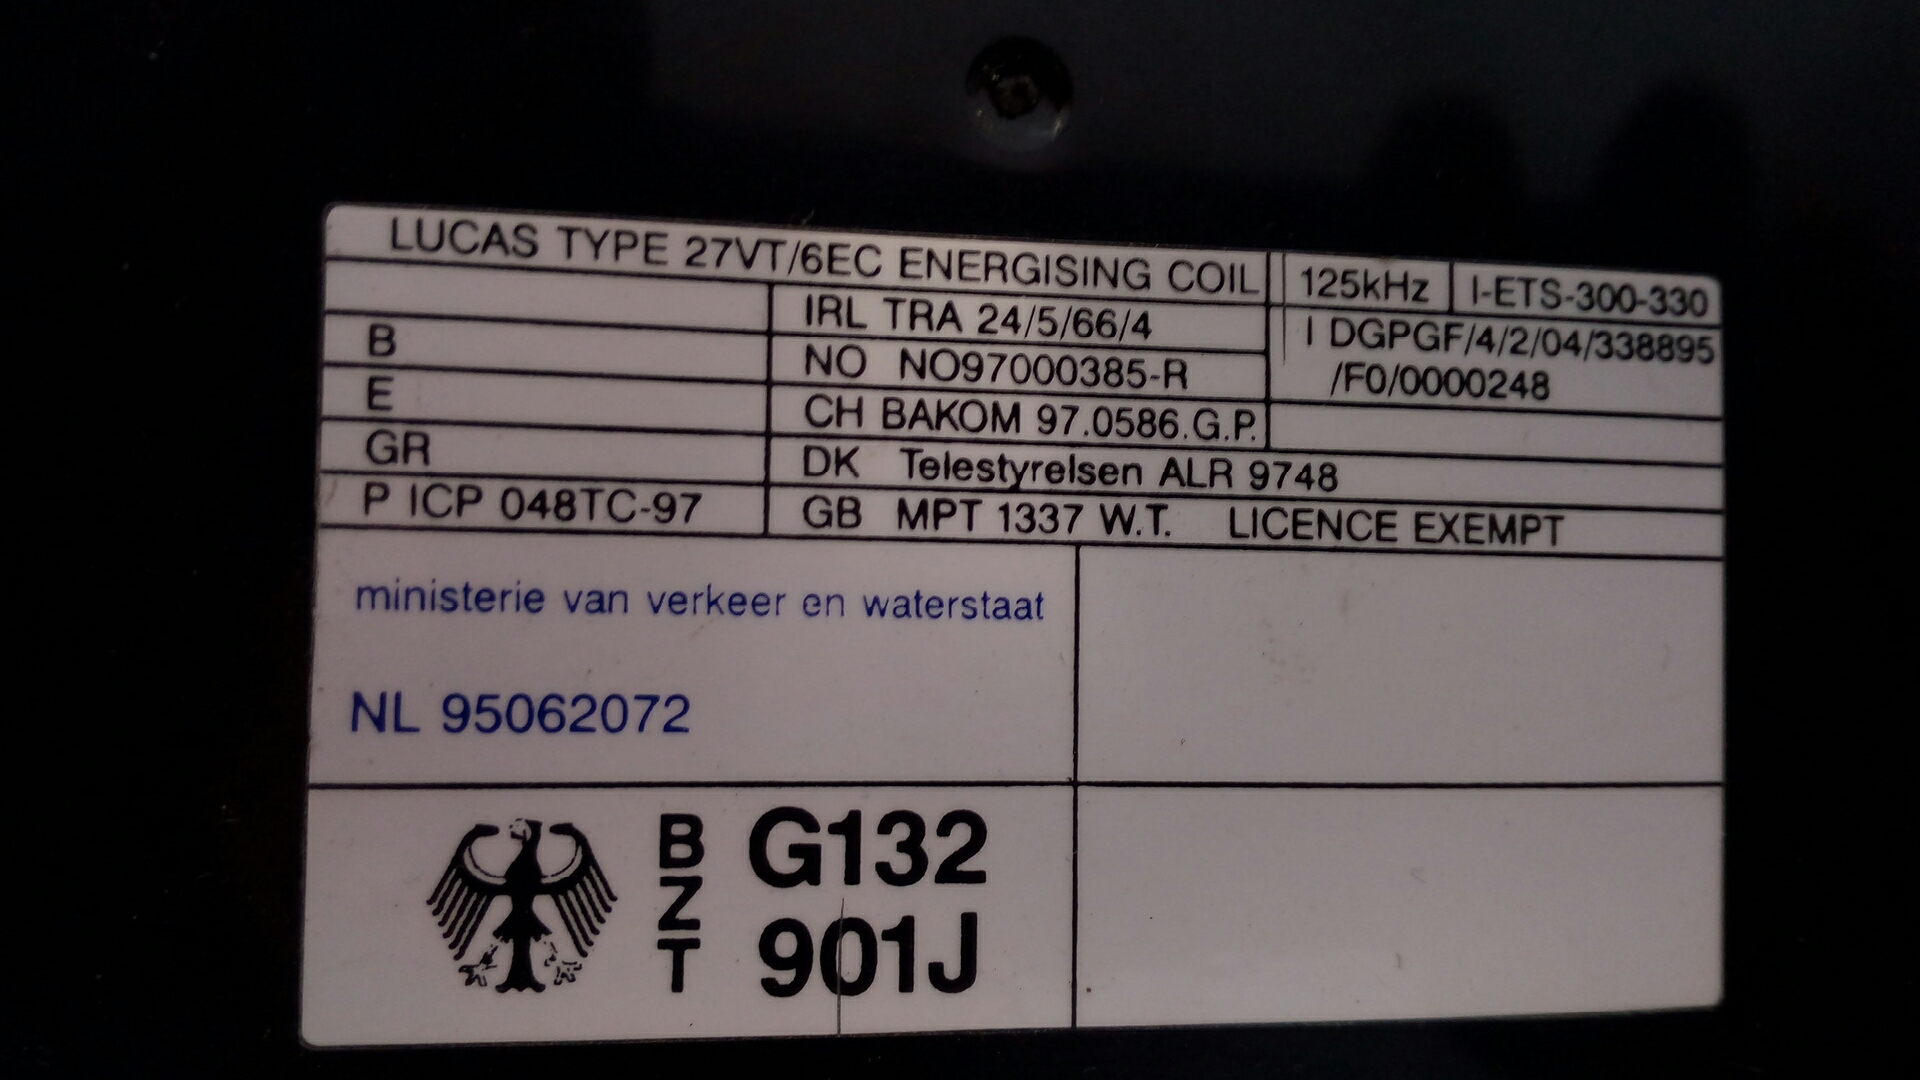 LUCAS TYPE 27VT/6EC ENERGISING COIL
125kHz
I-ETS-300-330
IRL TRA 24/5/66/4
I DGPGF/4/2/04/338895
/F0/0000248
B
NO NO97000385-R
E
CH BAKOM 97.0586.G.P.
GR
DK Telestyrelsen ALR 9748
P ICP 048TC-97
GB MPT 1337 W.T. LICENCE EXEMPT
ministerie van verkeer en waterstaat
NL 95062072
BZT
G132
901J